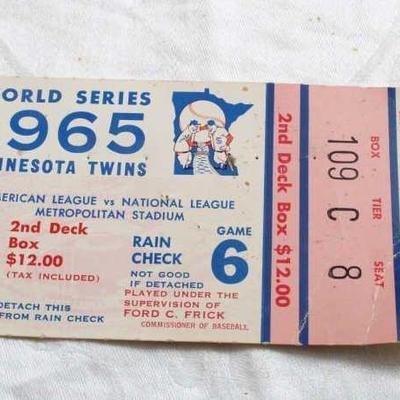 ORLD SERIES
965
NNESOTA TWINS
MERICAN LEAGUE vs NATIONAL LEAGUE
METROPOLITAN STADIUM
2nd Deck
Box
$12.00
(TAX INCLUDED)
DETACH THIS
FROM RAIN CHECK
RAIN
CHECK
GAME
6
NOT GOOD
IF DETACHED
PLAYED UNDER THE
SUPERVISION OF
FORD C. FRICK
COMMISSIONER OF BASEBALL
2nd Deck Box $12.00
BOX TIER SEAT
109 C 8